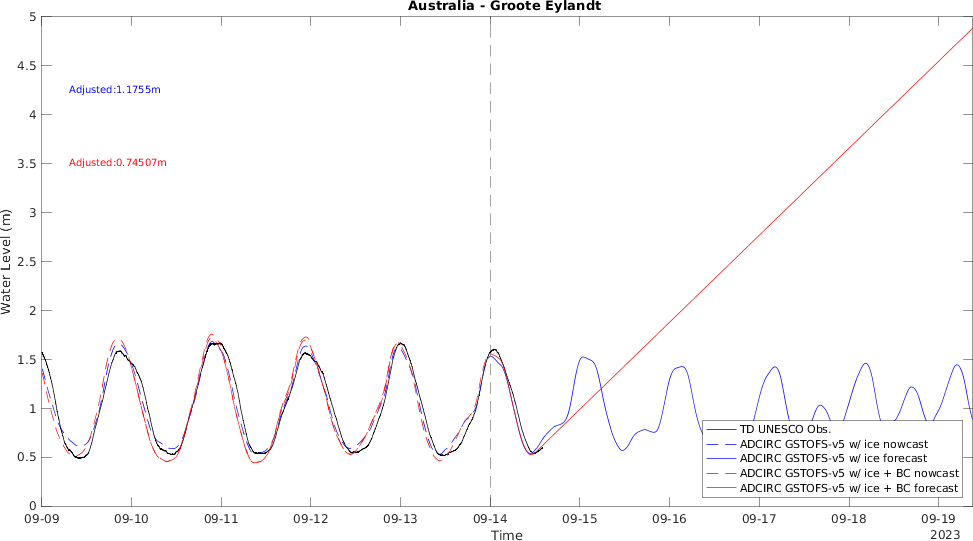 Australia - Groote Eylandt
5
4.5
4
3.5
3
2.5
2
1.5
1
0.5
0
Water Level (m)
Adjusted:1.1755m
Adjusted:0.74507m
TD UNESCO Obs.
ADCIRC GSTOFS-v5 w/ ice nowcast
ADCIRC GSTOFS-v5 w/ ice forecast
ADCIRC GSTOFS-v5 w/ ice + BC nowcast
ADCIRC GSTOFS-v5 w/ ice + BC forecast
09-09 09-10 09-11 09-12 09-13 09-14 09-15 09-16 09-17 09-18 09-19
Time
2023